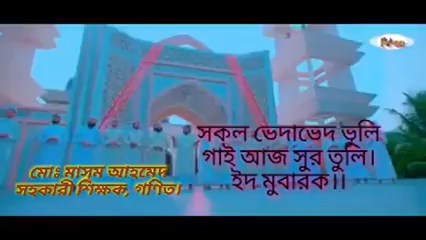 সকল ভেদাভেদ ভুলি
গাই আজ সুর তুলি।
ইদ মুবারক।।
মোঃ মাসুম আহমেদ
সহকারী শিক্ষক, গণিত।